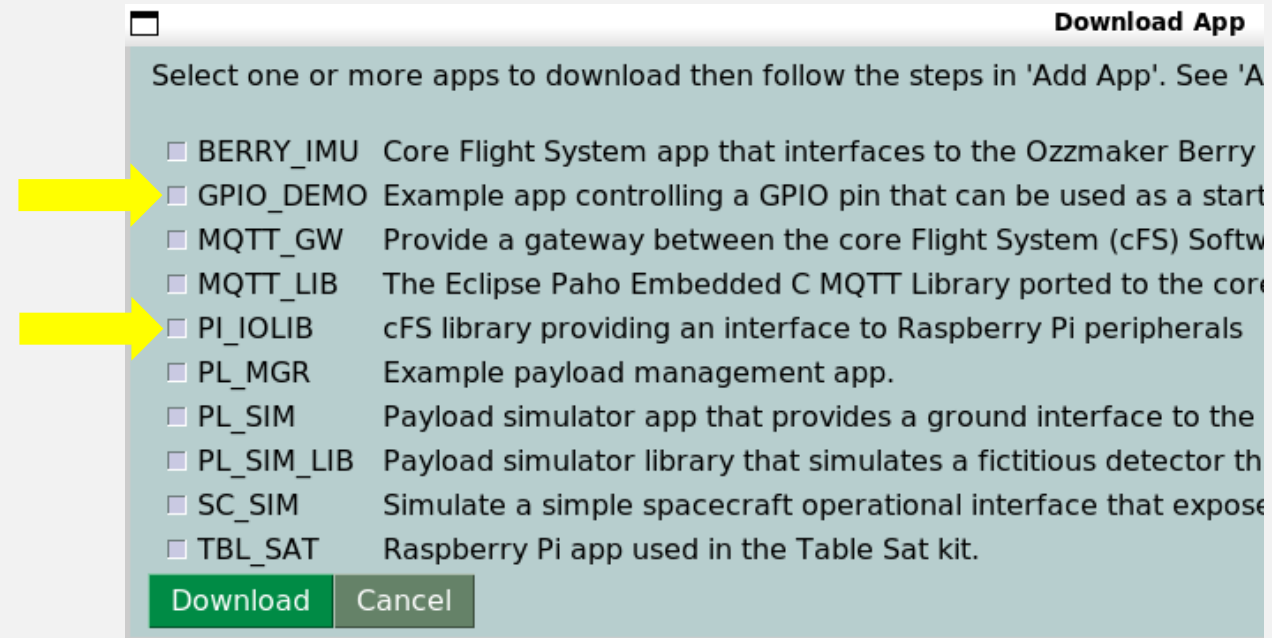 Download App
Select one or more apps to download then follow the steps in 'Add App'. See 'A
BERRY_IMU Core Flight System app that interfaces to the Ozzmaker Berry
GPIO_DEMO Example app controlling a GPIO pin that can be used as a start
MQTT_GW Provide a gateway between the core Flight System (cFS) Softw
MQTT_LIB The Eclipse Paho Embedded C MQTT Library ported to the core
PI_IOLIB cFS library providing an interface to Raspberry Pi peripherals
PL_MGR Example payload management app.
PL_SIM Payload simulator app that provides a ground interface to the
PL_SIM_LIB Payload simulator library that simulates a fictitious detector th
SC_SIM Simulate a simple spacecraft operational interface that expose
TBL_SAT Raspberry Pi app used in the Table Sat kit.
Download Cancel